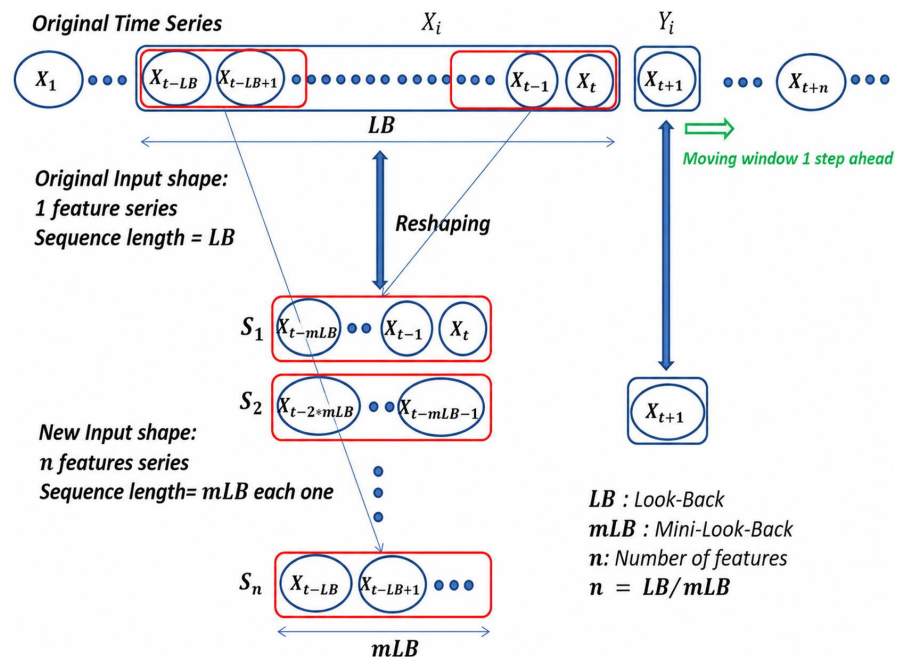 Original Time Series
X_i
Y_i
X_1
X_{t-LB}
X_{t-LB+1}
X_{t-1}
X_t
X_{t+1}
X_{t+n}
LB
Moving window 1 step ahead
Original Input shape:
1 feature series
Sequence length = LB
Reshaping
S_1
X_{t-mLB}
X_{t-1}
X_t
S_2
X_{t-2*mLB}
X_{t-mLB-1}
X_{t+1}
New Input shape:
n features series
Sequence length= mLB each one
LB : Look-Back
mLB : Mini-Look-Back
n: Number of features
n = LB/mLB
S_n
X_{t-LB}
X_{t-LB+1}
mLB